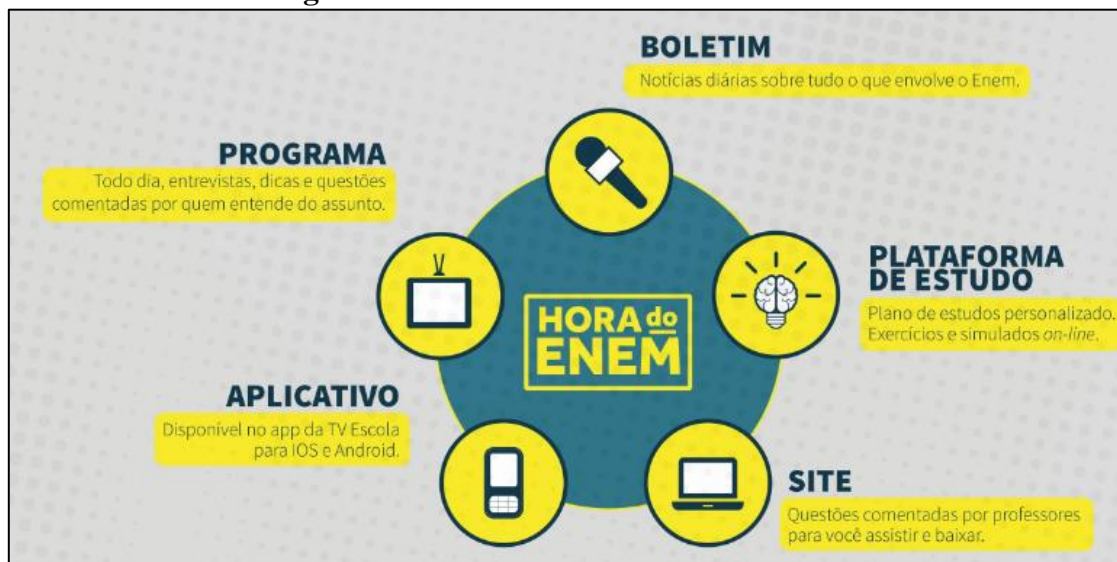 BOLETIM
Notícias diárias sobre tudo o que envolve o Enem.
PROGRAMA
Todo dia, entrevistas, dicas e questões
comentadas por quem entende do assunto.
PLATAFORMA
DE ESTUDO
Plano de estudos personalizado.
Exercícios e simulados on-line.
HORA do
ENEM
APLICATIVO
Disponível no app da TV Escola
para IOS e Android.
SITE
Questões comentadas por professores
para você assistir e baixar.